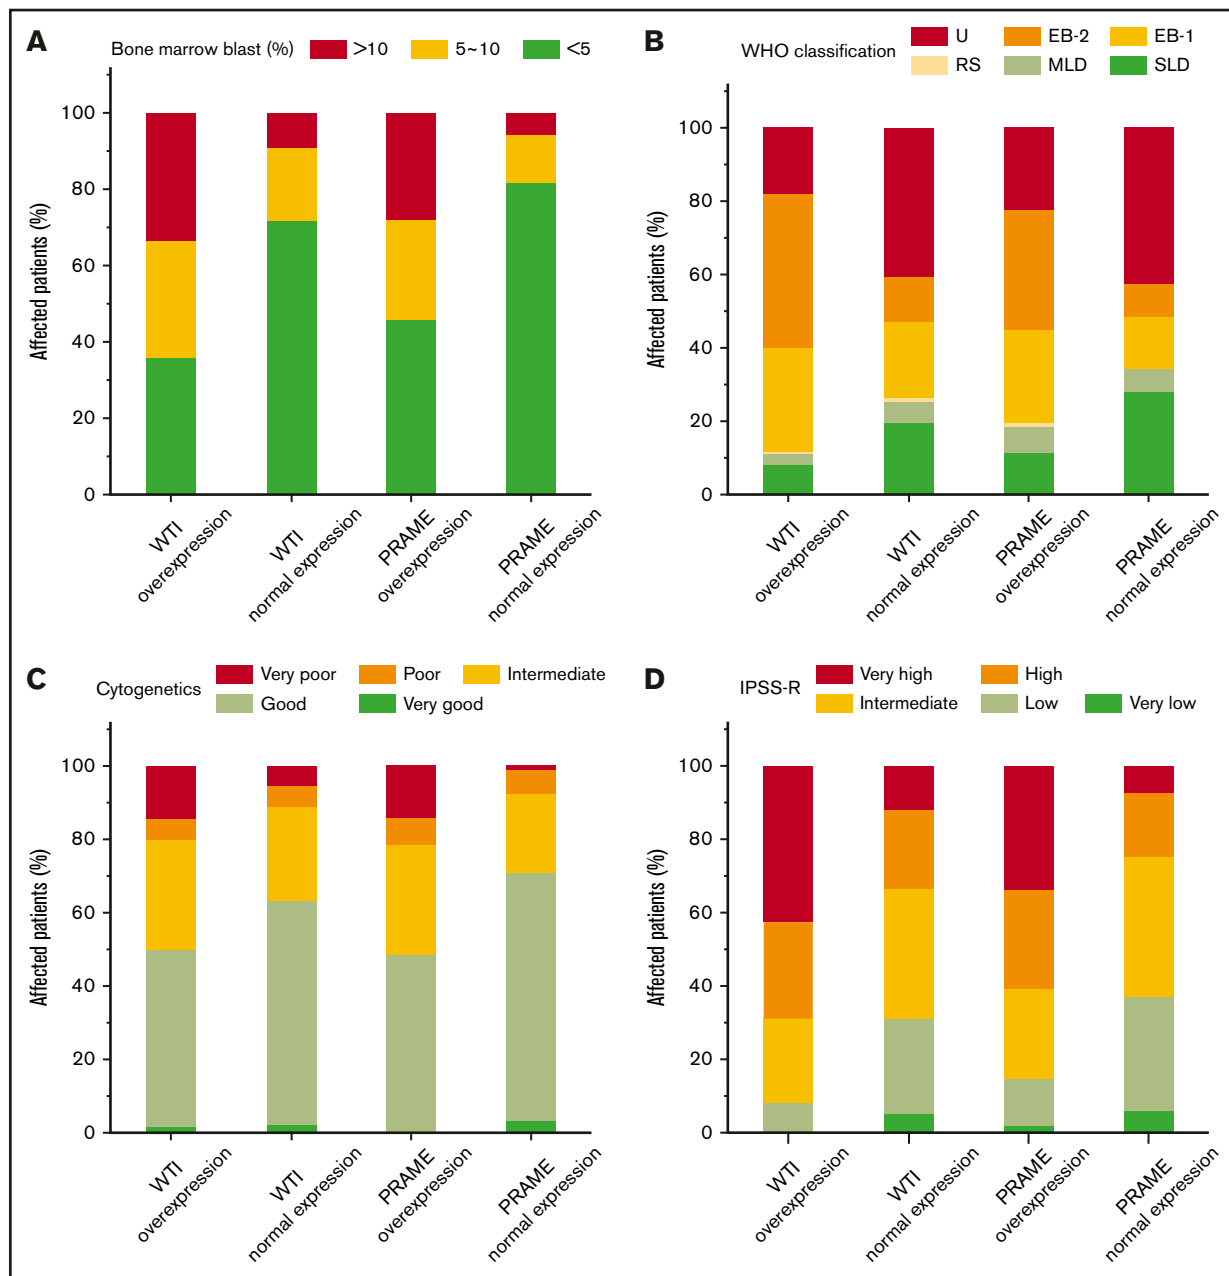 A
Bone marrow blast (%) >10 5~10 <5
Affected patients (%)
100
80
60
40
20
0
WTI
overexpression
WTI
normal expression
PRAME
overexpression
PRAME
normal expression
B
WHO classification
U EB-2 EB-1
RS MLD SLD
Affected patients (%)
100
80
60
40
20
0
WTI
overexpression
WTI
normal expression
PRAME
overexpression
PRAME
normal expression
C
Cytogenetics
Very poor Poor Intermediate
Good Very good
Affected patients (%)
100
80
60
40
20
0
WTI
overexpression
WTI
normal expression
PRAME
overexpression
PRAME
normal expression
D
IPSS-R
Very high High
Intermediate Low Very low
Affected patients (%)
100
80
60
40
20
0
WTI
overexpression
WTI
normal expression
PRAME
overexpression
PRAME
normal expression